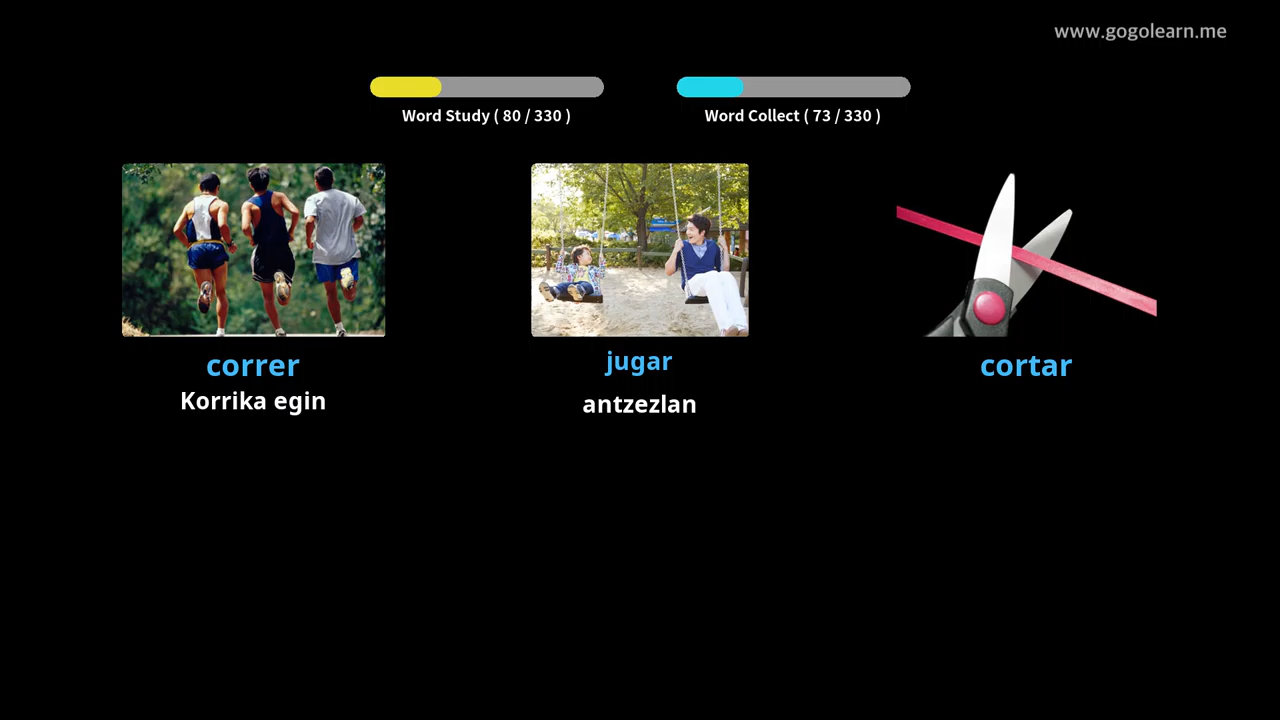 www.gogolearn.me
Word Study ( 80 / 330 )
Word Collect ( 73 / 330 )
correr
Korrika egin
jugar
antzezlan
cortar